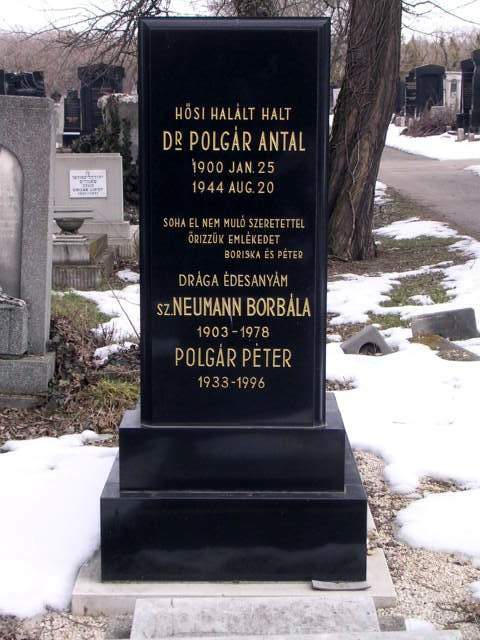 HŐSI HALÁLT HALT
DR POLGÁR ANTAL
1900 JAN. 25
1944 AUG. 20
SOHA EL NEM MULÓ SZERETETTEL
ŐRIZZÜK EMLÉKEDET
BORISKA ÉS PÉTER
DRÁGA ÉDESANYÁM
SZ. NEUMANN BORBÁLA
1903-1978
POLGÁR PÉTER
1933-1996